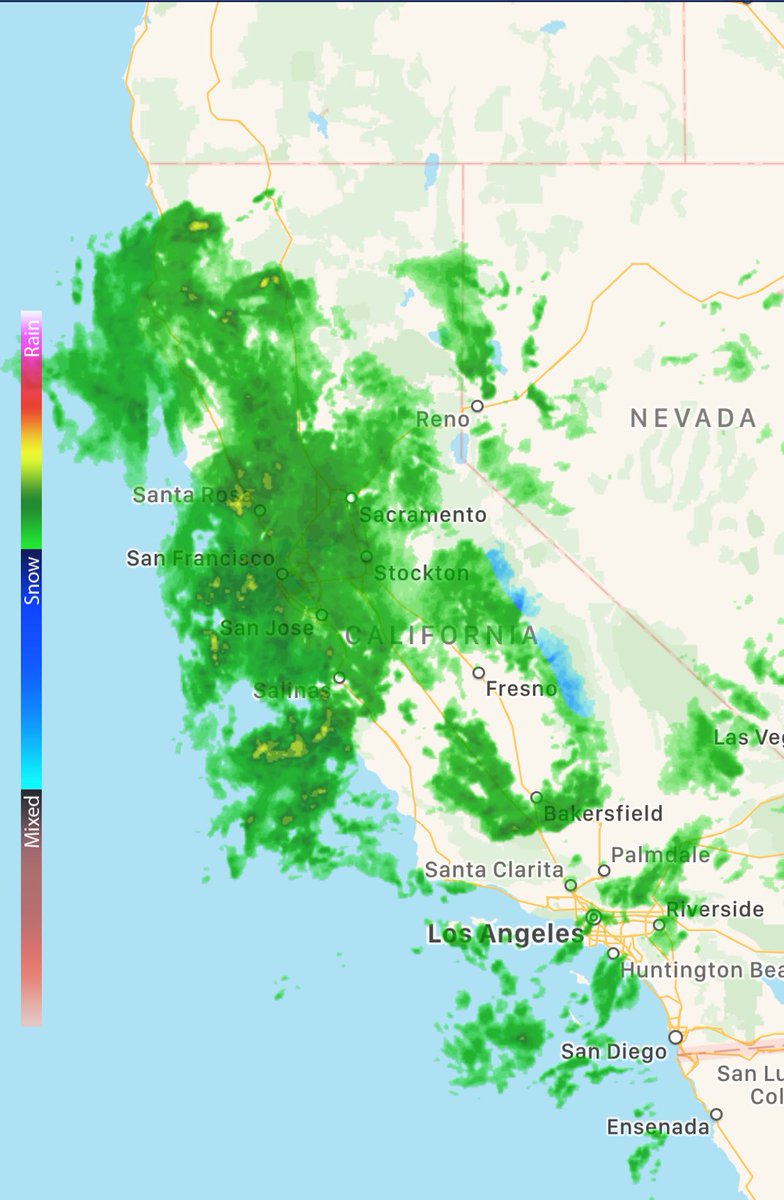 Rain
Snow
Mixed
Reno
NEVADA
Santa Rosa
Sacramento
San Francisco
Stockton
San Jose
CALIFORNIA
Salinas
Fresno
Las Ve
Bakersfield
Palmdale
Santa Clarita
Riverside
Los Angeles
Huntington Bea
San Diego
San Lu
Col
Ensenada